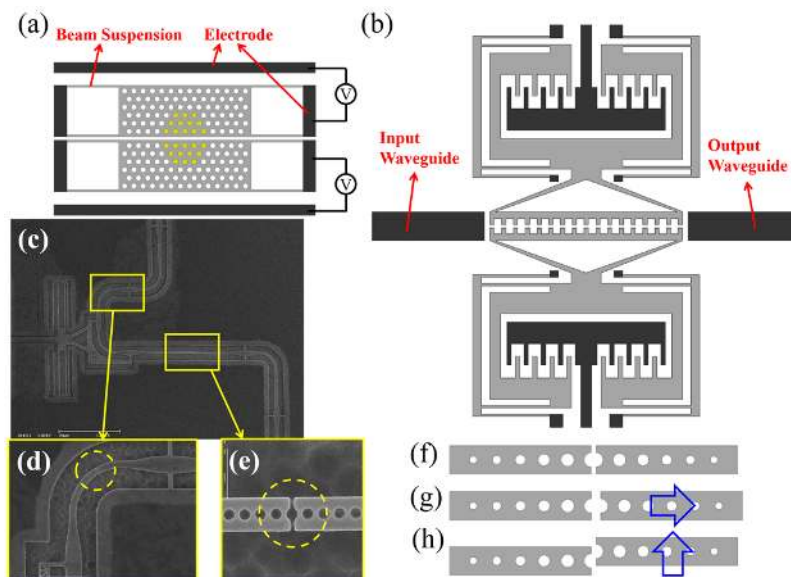 (a)
Beam Suspension
Electrode
V
V
(b)
Input
Waveguide
Output
Waveguide
(c)
(d)
(e)
(f)
(g)
(h)